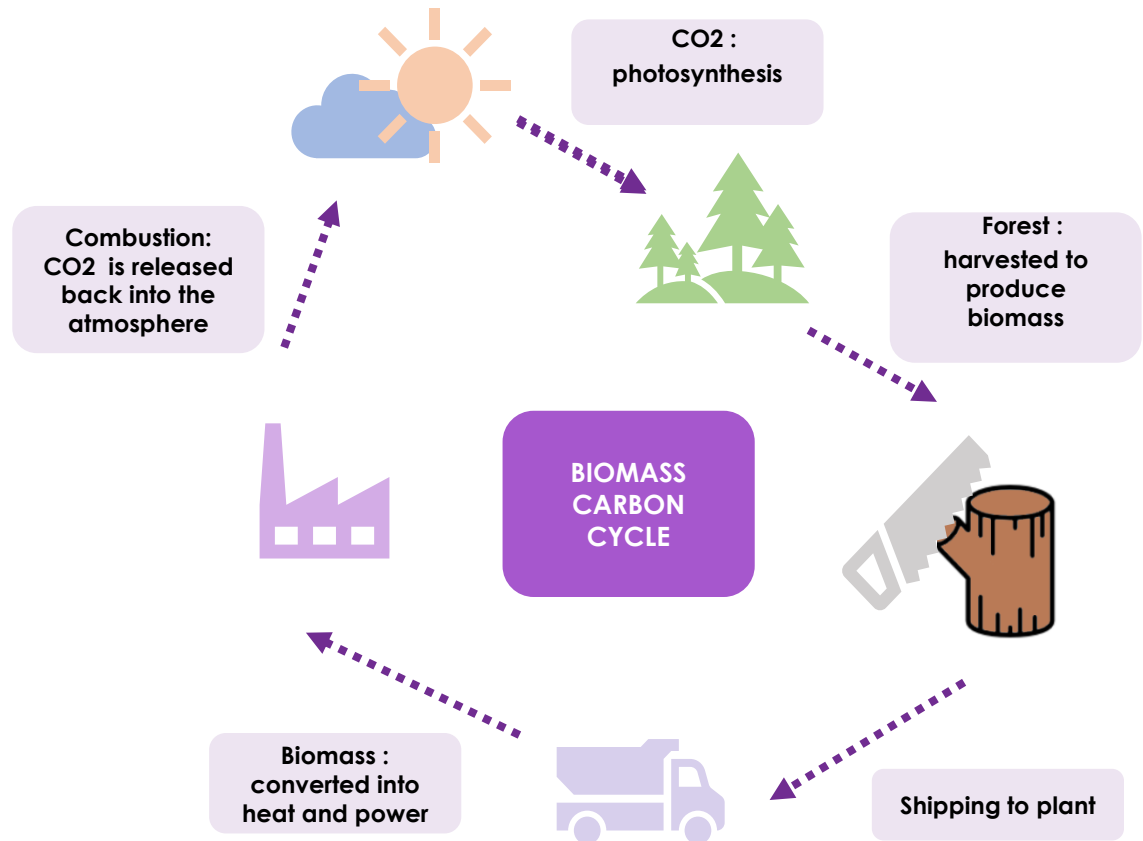 CO2 :
photosynthesis
Combustion:
CO2 is released
back into the
atmosphere
Forest :
harvested to
produce
biomass
BIOMASS
CARBON
CYCLE
Biomass :
converted into
heat and power
Shipping to plant